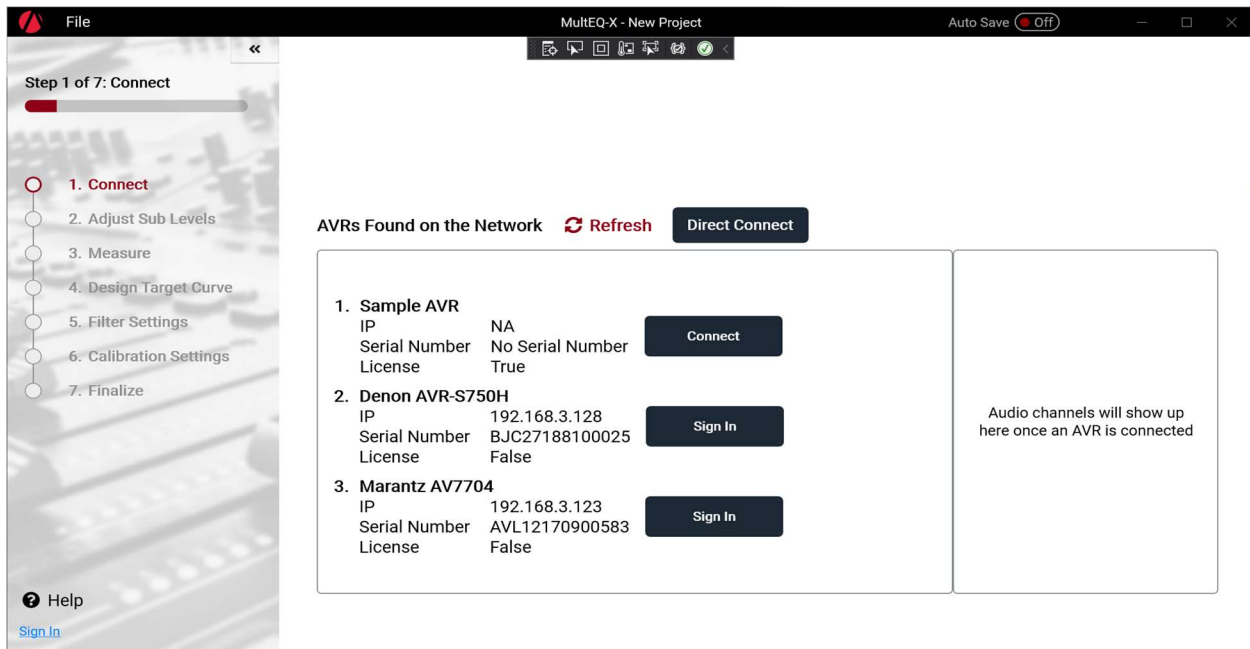 File
MultEQ-X - New Project
Auto Save Off
Step 1 of 7: Connect
1. Connect
2. Adjust Sub Levels
3. Measure
4. Design Target Curve
5. Filter Settings
6. Calibration Settings
7. Finalize
Help
Sign In
AVRs Found on the Network Refresh Direct Connect
1. Sample AVR
IP NA
Serial Number No Serial Number
License True
Connect
2. Denon AVR-S750H
IP 192.168.3.128
Serial Number BJC27188100025
License False
Sign In
3. Marantz AV7704
IP 192.168.3.123
Serial Number AVL12170900583
License False
Sign In
Audio channels will show up
here once an AVR is connected